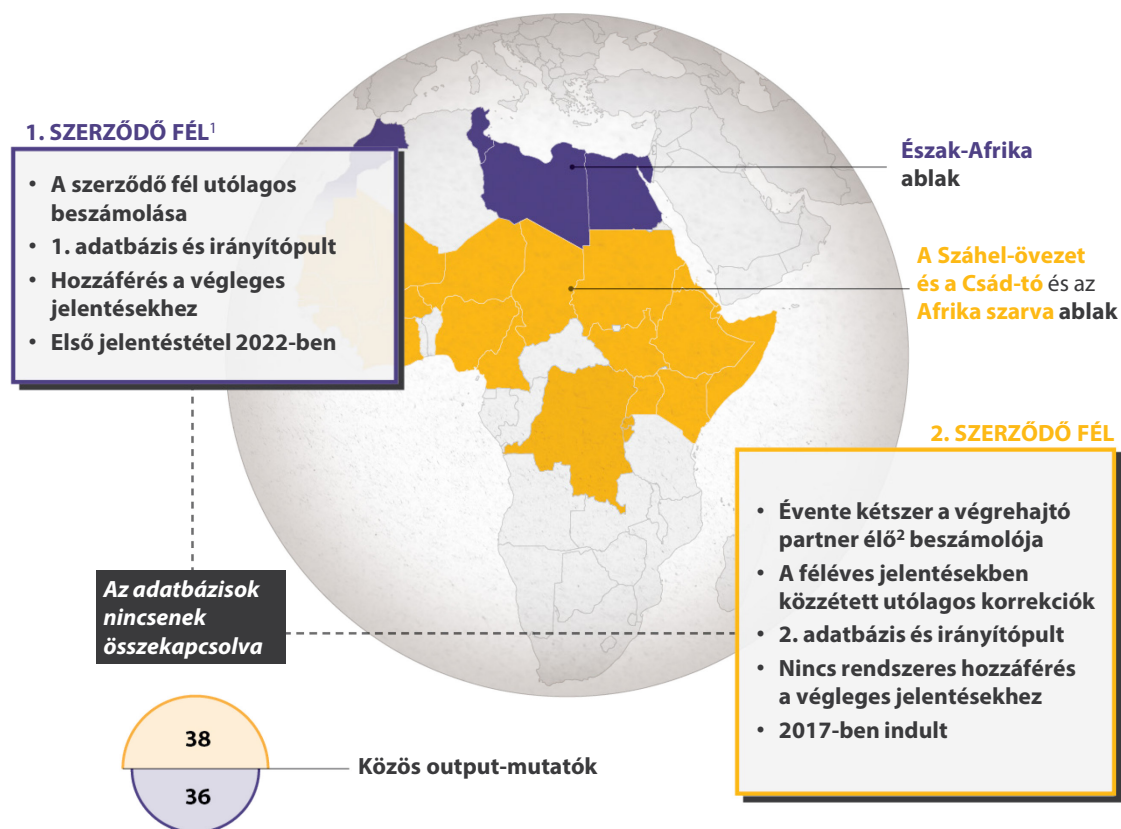 1. SZERZŐDŐ FÉL¹
• A szerződő fél utólagos
beszámolása
• 1. adatbázis és irányítópult
• Hozzáférés a végleges
jelentésekhez
• Első jelentéstétel 2022-ben
Észak-Afrika
ablak
A Száhel-övezet
és a Csád-tó és az
Afrika szarva ablak
2. SZERZŐDŐ FÉL
• Évente kétszer a végrehajtó
partner élő² beszámolója
• A féléves jelentésekben
közzétett utólagos korrekciók
• 2. adatbázis és irányítópult
• Nincs rendszeres hozzáférés
a végleges jelentésekhez
• 2017-ben indult
Az adatbázisok
nincsenek
összekapcsolva
38
36
Közös output-mutatók